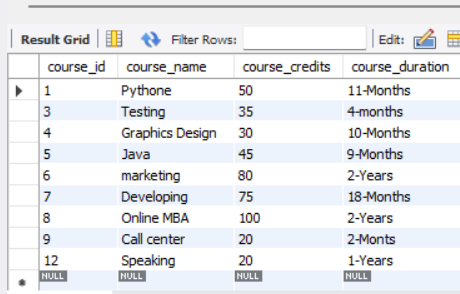 Result Grid Filter Rows: Edit:
course_id course_name course_credits course_duration
1 Pythone 50 11-Months
3 Testing 35 4-months
4 Graphics Design 30 10-Months
5 Java 45 9-Months
6 marketing 80 2-Years
7 Developing 75 18-Months
8 Online MBA 100 2-Years
9 Call center 20 2-Monts
12 Speaking 20 1-Years
NULL NULL NULL NULL